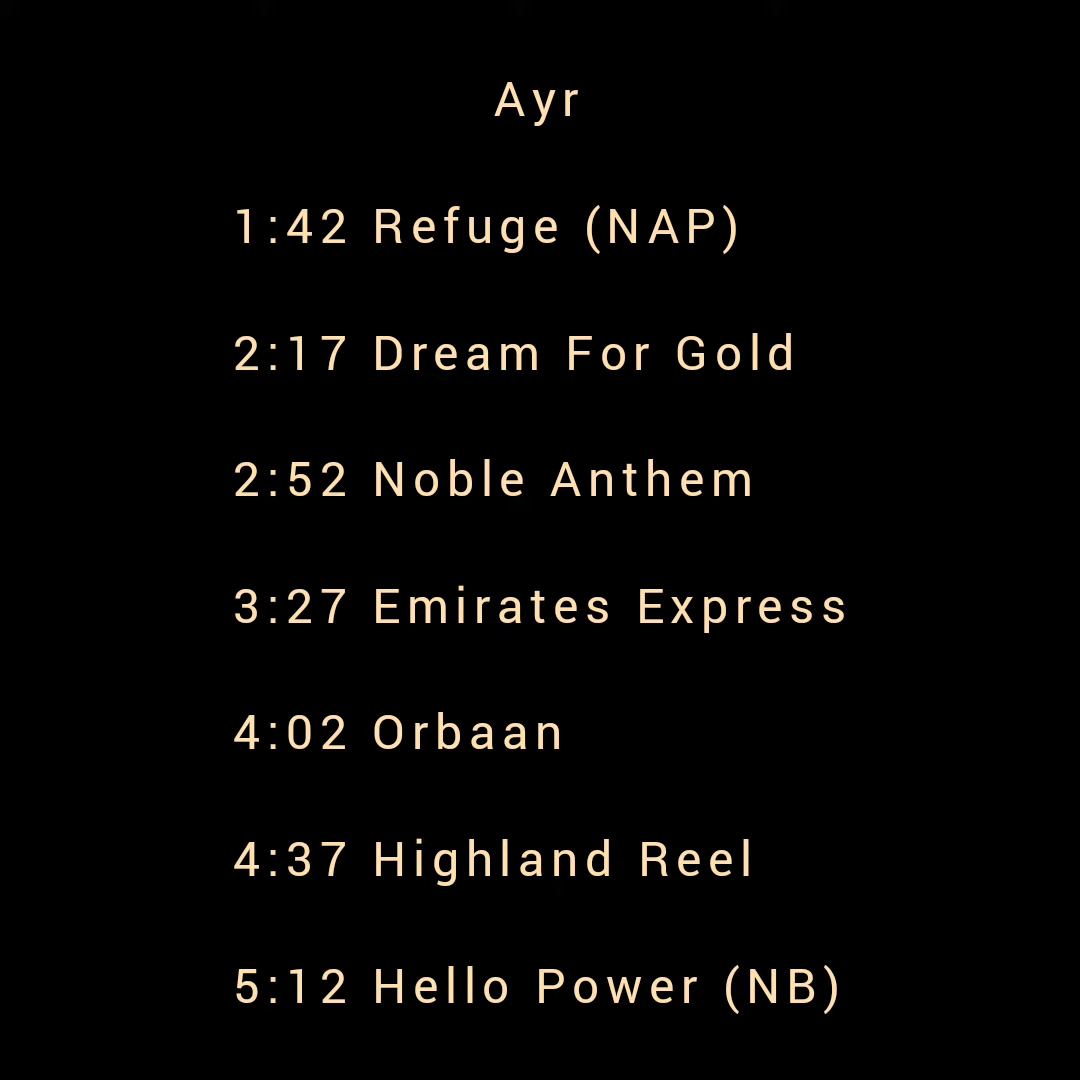 Ayr
1:42 Refuge (NAP)
2:17 Dream For Gold
2:52 Noble Anthem
3:27 Emirates Express
4:02 Orbaan
4:37 Highland Reel
5:12 Hello Power (NB)